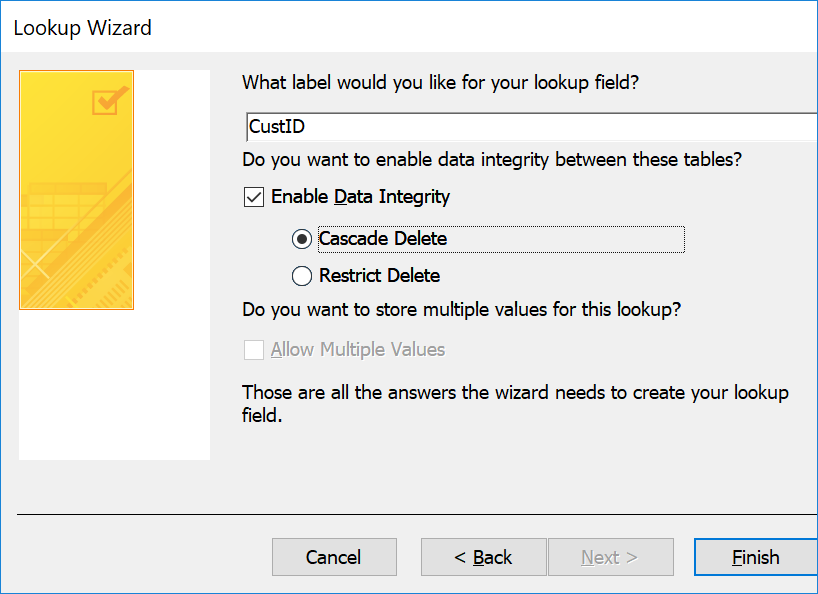 Lookup Wizard
What label would you like for your lookup field?
CustID
Do you want to enable data integrity between these tables?
Enable Data Integrity
Cascade Delete
Restrict Delete
Do you want to store multiple values for this lookup?
Allow Multiple Values
Those are all the answers the wizard needs to create your lookup
field.
Cancel
< Back
Next >
Finish